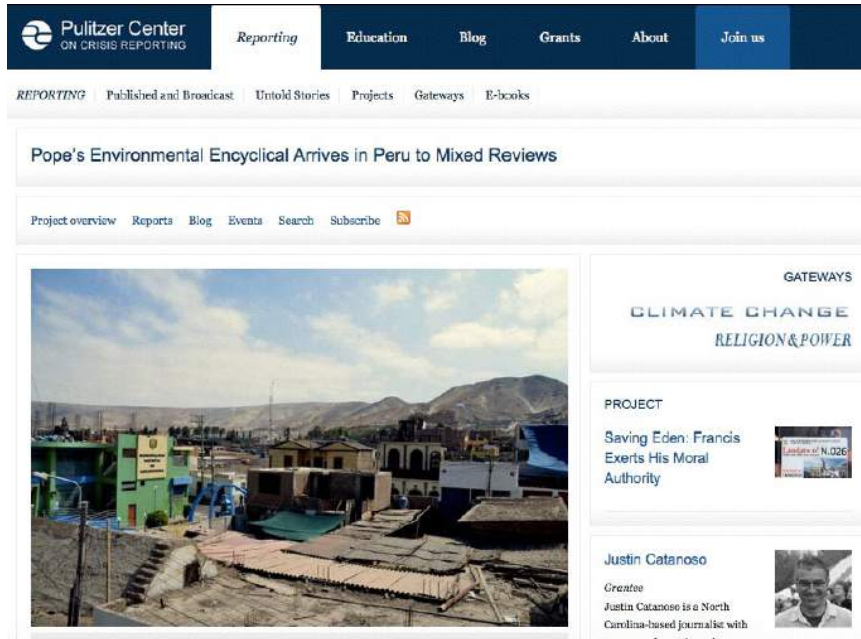 Pulitzer Center
ON CRISIS REPORTING
Reporting
Education
Blog
Grants
About
Join us
REPORTING
Published and Broadcast
Untold Stories
Projects
Gateways
E-books
Pope's Environmental Encyclical Arrives in Peru to Mixed Reviews
Project overview
Reports
Blog
Events
Search
Subscribe
GATEWAYS
CLIMATE CHANGE
RELIGION&POWER
PROJECT
Saving Eden: Francis
Exerts His Moral
Authority
Laudato si'
N.026
Justin Catanoso
Grantee
Justin Catanoso is a North
Carolina-based journalist with